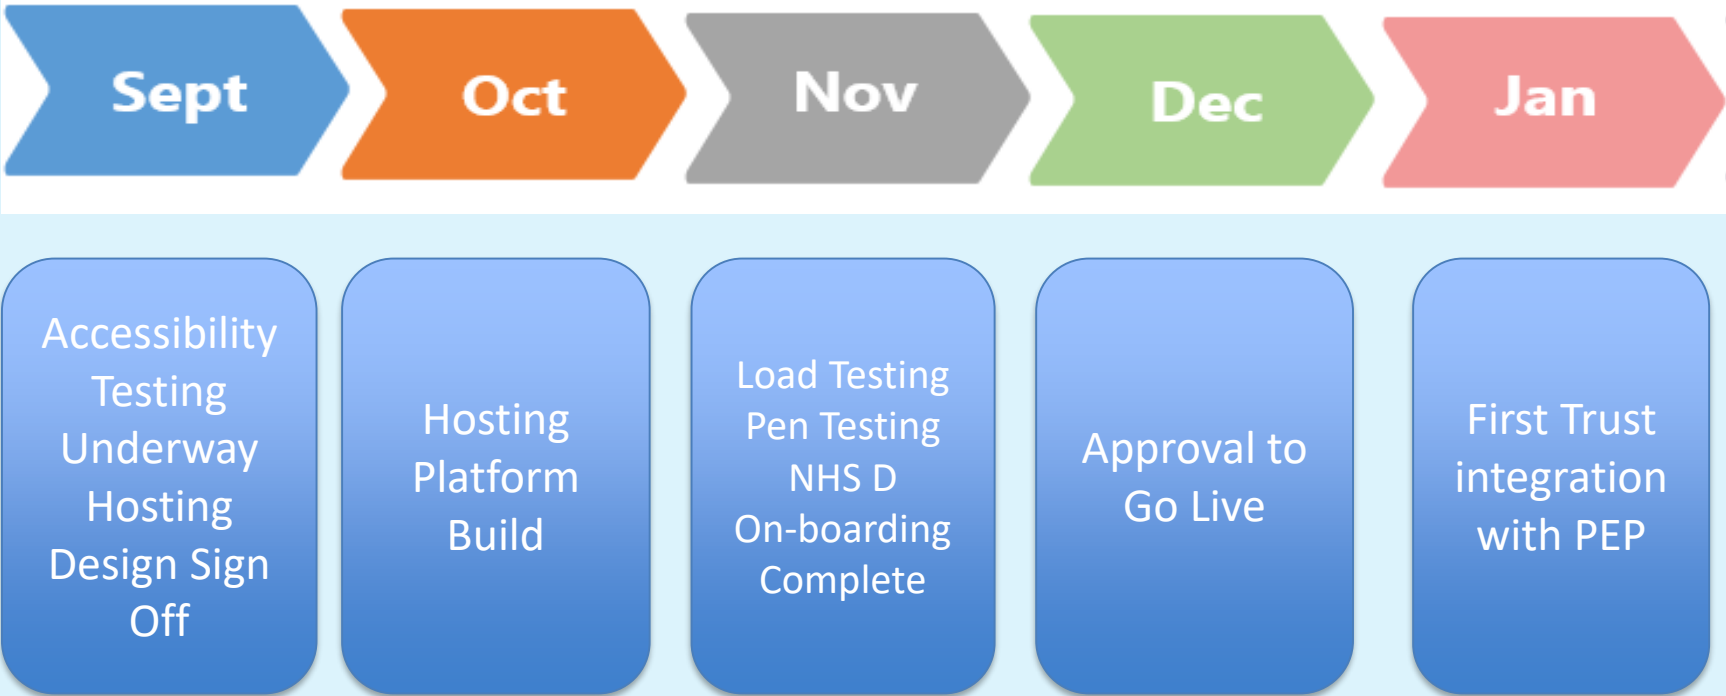 Sept
Oct
Nov
Dec
Jan
Accessibility
Testing
Underway
Hosting
Design Sign
Off
Hosting
Platform
Build
Load Testing
Pen Testing
NHS D
On-boarding
Complete
Approval to
Go Live
First Trust
integration
with PEP